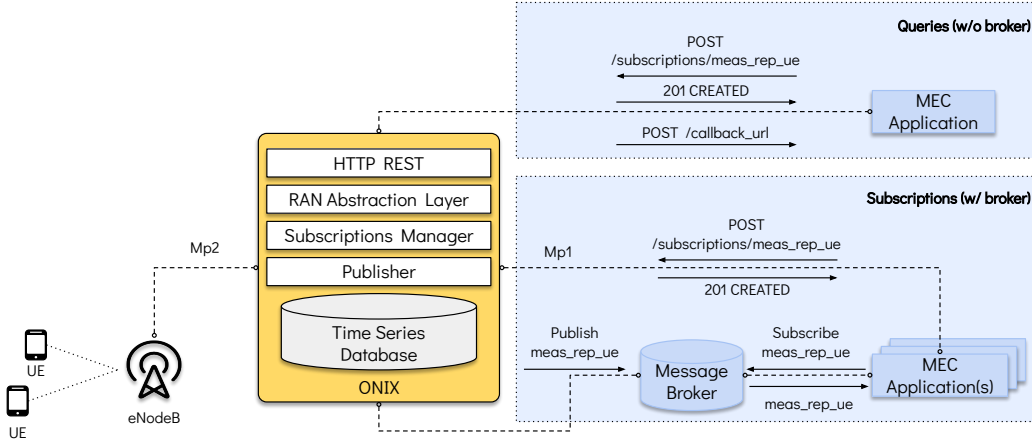 Queries (w/o broker)
POST
/subscriptions/meas_rep_ue
201 CREATED
POST /callback_url
MEC
Application
HTTP REST
RAN Abstraction Layer
Subscriptions Manager
Publisher
Time Series
Database
ONIX
Mp2
Mp1
UE
UE
eNodeB
Subscriptions (w/ broker)
POST
/subscriptions/meas_rep_ue
201 CREATED
Publish
meas_rep_ue
Message
Broker
Subscribe
meas_rep_ue
meas_rep_ue
MEC
Application(s)